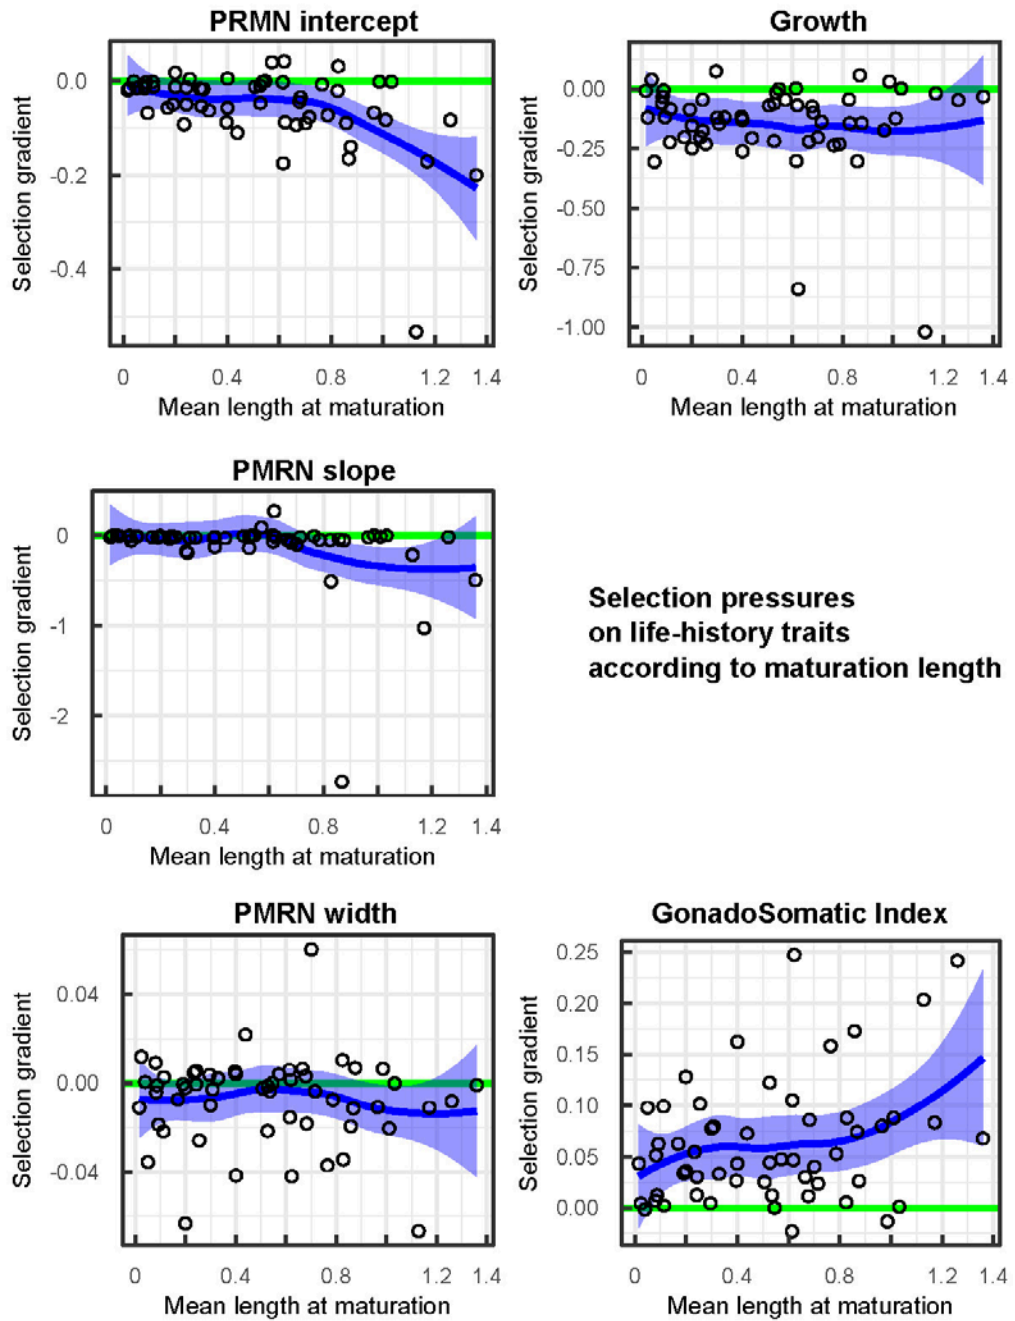 PRMN intercept
Selection gradient
0.0
-0.2
-0.4
0 0.4 0.8 1.2 1.4
Mean length at maturation
Growth
Selection gradient
0.00
-0.25
-0.50
-0.75
-1.00
0 0.4 0.8 1.2 1.4
Mean length at maturation
PMRN slope
Selection gradient
0
-1
-2
0 0.4 0.8 1.2 1.4
Mean length at maturation
Selection pressures
on life-history traits
according to maturation length
PMRN width
Selection gradient
0.04
0.00
-0.04
0 0.4 0.8 1.2 1.4
Mean length at maturation
GonadoSomatic Index
Selection gradient
0.25
0.20
0.15
0.10
0.05
0.00
0 0.4 0.8 1.2 1.4
Mean length at maturation